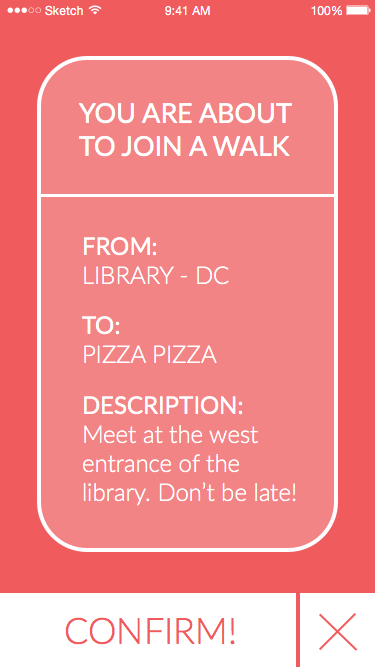 Sketch 9:41 AM 100%
YOU ARE ABOUT
TO JOIN A WALK
FROM:
LIBRARY - DC
TO:
PIZZA PIZZA
DESCRIPTION:
Meet at the west
entrance of the
library. Don't be late!
CONFIRM!